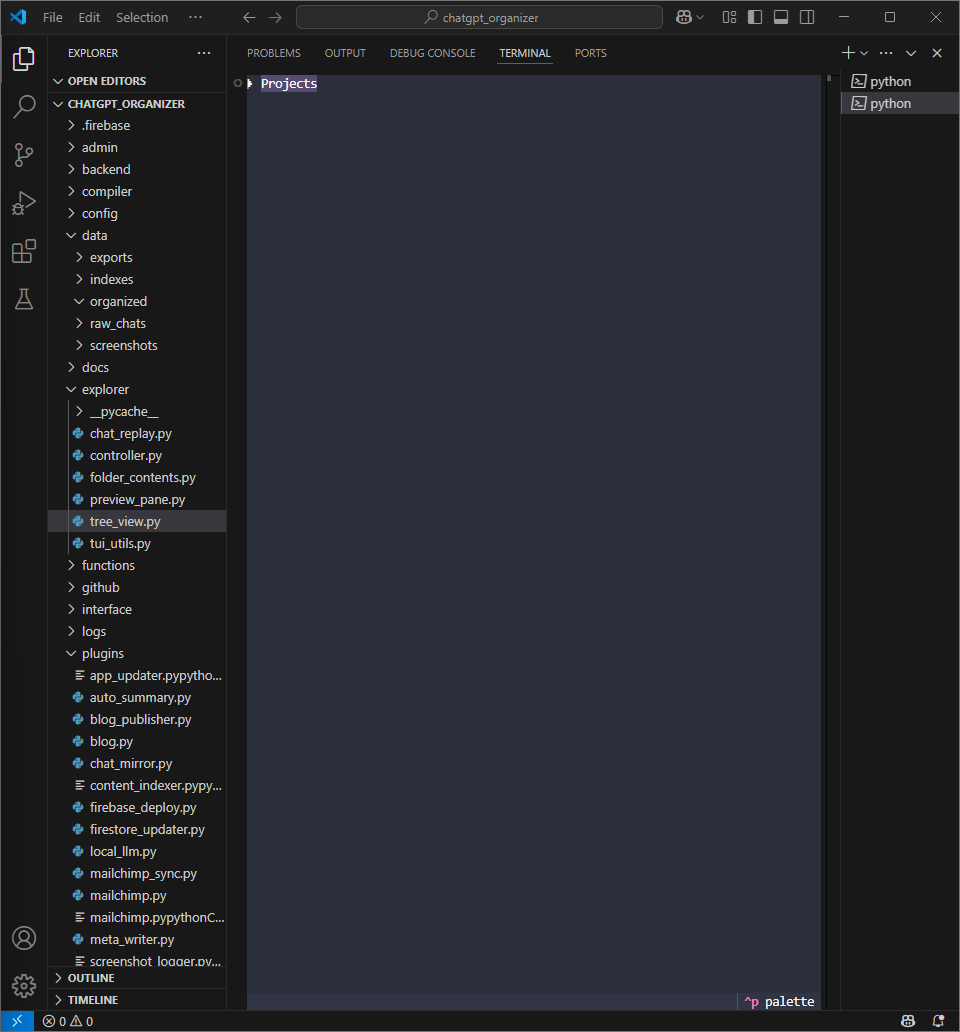 File Edit Selection ··· chatgpt_organizer
EXPLORER ···
OPEN EDITORS
CHATGPT_ORGANIZER
.firebase
admin
backend
compiler
config
data
exports
indexes
organized
raw_chats
screenshots
docs
explorer
__pycache__
chat_replay.py
controller.py
folder_contents.py
preview_pane.py
tree_view.py
tui_utils.py
functions
github
interface
logs
plugins
app_updater.pypytho...
auto_summary.py
blog_publisher.py
blog.py
chat_mirror.py
content_indexer.pypy...
firebase_deploy.py
firestore_updater.py
local_llm.py
mailchimp_sync.py
mailchimp.py
mailchimp.pypythonC...
meta_writer.py
screenshot_logger.py...
OUTLINE
TIMELINE
PROBLEMS OUTPUT DEBUG CONSOLE TERMINAL PORTS
Projects
^p palette
python
python
0 0